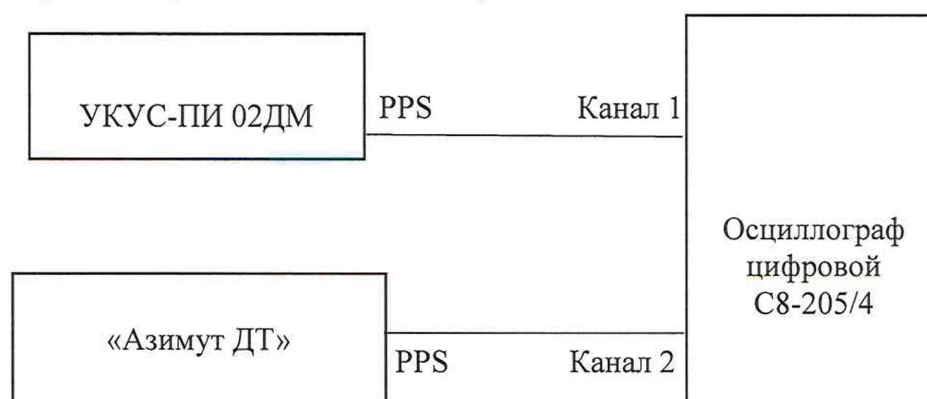 УКУС-ПИ 02ДМ
PPS
Канал 1
Осциллограф
цифровой
С8-205/4
«Азимут ДТ»
PPS
Канал 2